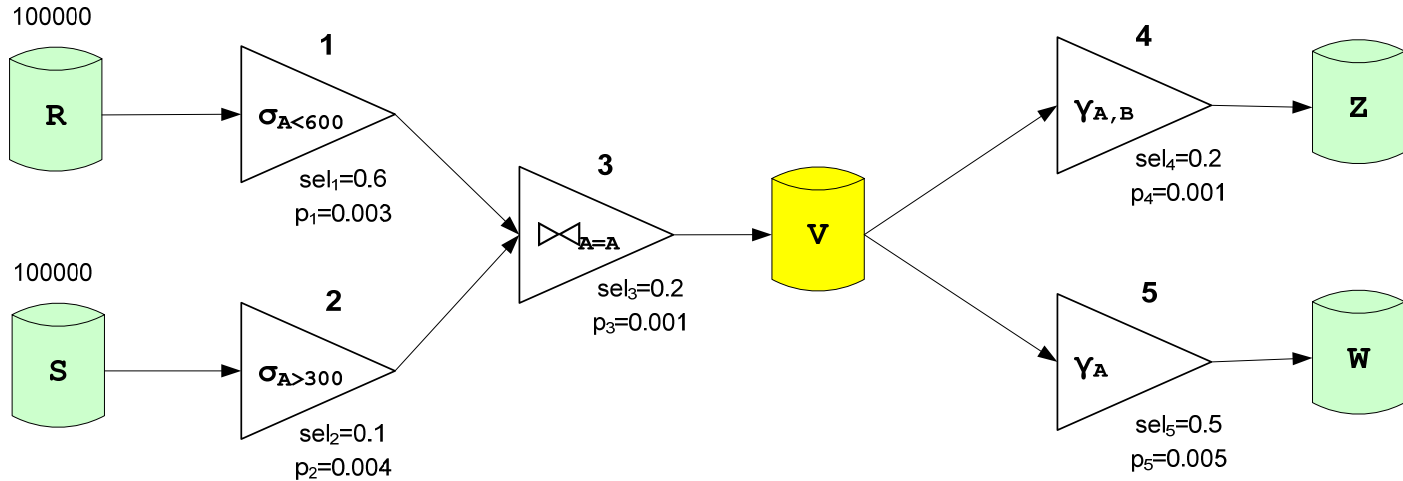 100000
R
1
σA<600
sel1=0.6
p1=0.003
100000
S
2
σA>300
sel2=0.1
p2=0.004
3
⋈A=A
sel3=0.2
p3=0.001
V
4
γA,B
sel4=0.2
p4=0.001
Z
5
γA
sel5=0.5
p5=0.005
W